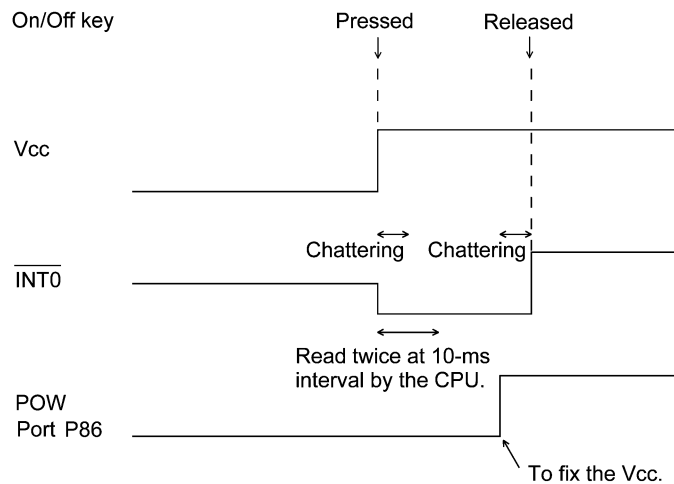 On/Off key
Pressed
Released
Vcc
Chattering
Chattering
INT0
Read twice at 10-ms
interval by the CPU.
POW
Port P86
To fix the Vcc.